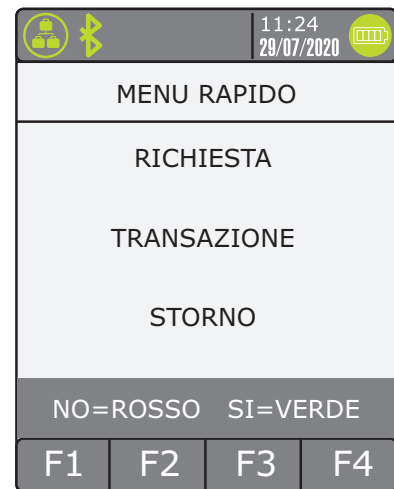 11:24
29/07/2020
MENU RAPIDO
RICHIESTA
TRANSAZIONE
STORNO
NO=ROSSO SI=VERDE
F1 F2 F3 F4